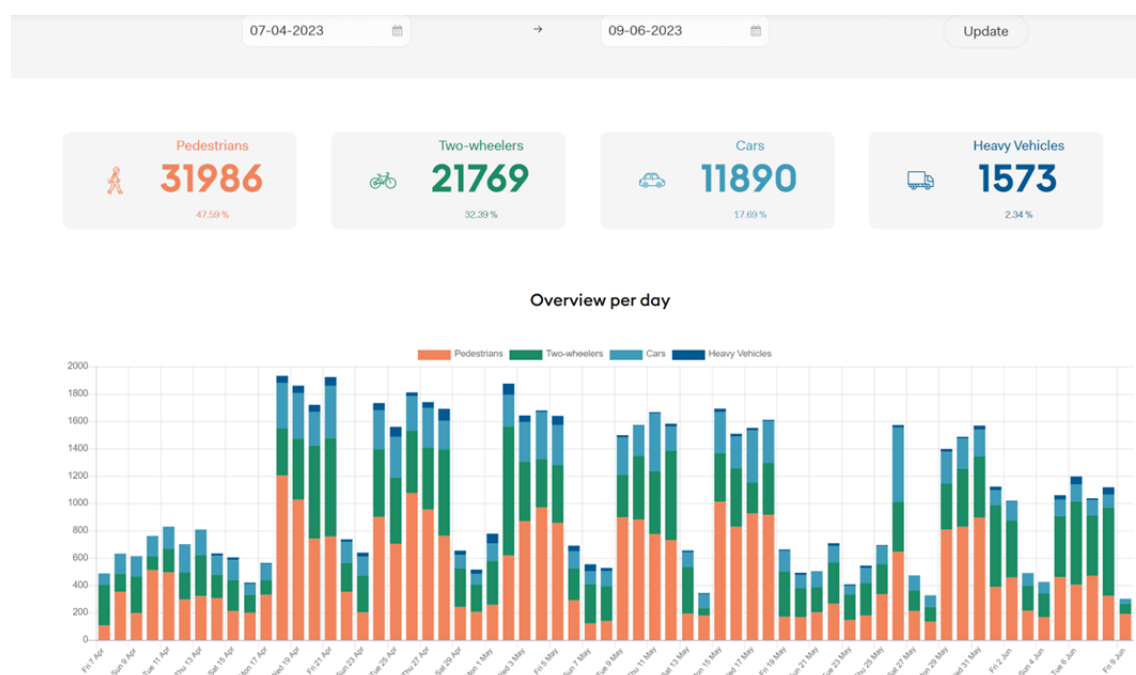 07-04-2023 → 09-06-2023 Update
Pedestrians Two-wheelers Cars Heavy Vehicles
31986 21769 11890 1573
47.59 % 32.39 % 17.69 % 2.34 %
Overview per day
Pedestrians Two-wheelers Cars Heavy Vehicles
2000
1800
1600
1400
1200
1000
800
600
400
200
0
Fri 7 Apr Sun 9 Apr Tue 11 Apr Thu 13 Apr Sat 15 Apr Mon 17 Apr Wed 19 Apr Fri 21 Apr Sun 23 Apr Tue 25 Apr Thu 27 Apr Sat 29 Apr Mon 1 May Wed 3 May Fri 5 May Sun 7 May Tue 9 May Thu 11 May Sat 13 May Mon 15 May Wed 17 May Fri 19 May Sun 21 May Tue 23 May Thu 25 May Sat 27 May Mon 29 May Wed 31 May Fri 2 Jun Sun 4 Jun Tue 6 Jun Fri 9 Jun